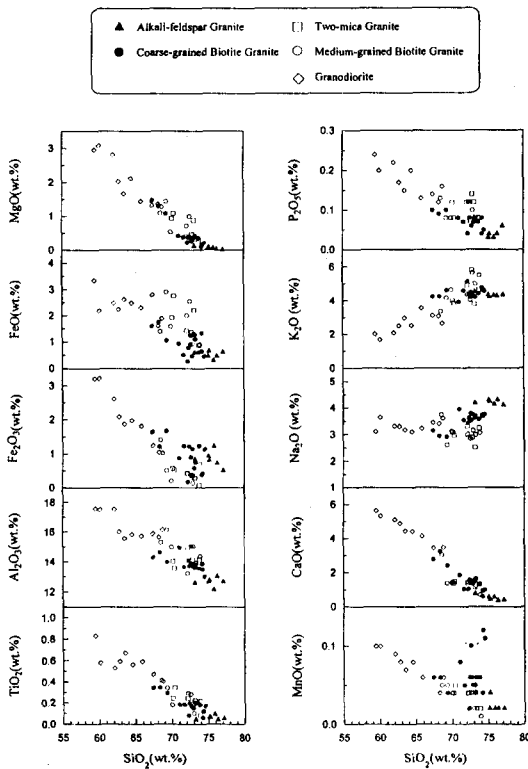 Alkali-feldspar Granite
Two-mica Granite
Coarse-grained Biotite Granite
Medium-grained Biotite Granite
Granodiorite
MgO(wt.%)
3
2
1
0
P₂O₅(wt.%)
0.3
0.2
0.1
0.0
FeO(wt.%)
4
3
2
1
0
K₂O (wt.%)
6
4
2
0
Fe₂O₃(wt.%)
3
2
1
0
Na₂O (wt.%)
5
4
3
2
1
Al₂O₃(wt.%)
18
16
14
12
CaO(wt.%)
6
4
2
0
TiO₂(wt.%)
1.0
0.8
0.6
0.4
0.2
0.0
MnO(wt.%)
0.1
0.0
55 60 65 70 75 80
SiO₂(wt.%)
55 60 65 70 75 80
SiO₂(wt.%)